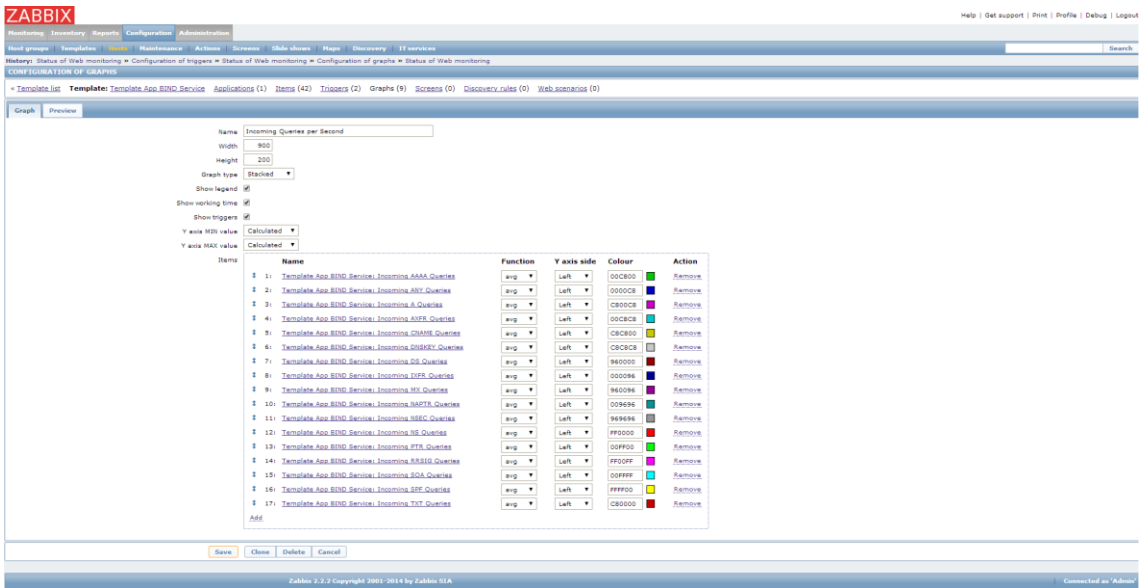 ZABBIX
Help | Get support | Print | Profile | Debug | Logout
Monitoring Inventory Reports Configuration Administration
Host groups | Templates | Hosts | Maintenance | Actions | Screens | Slide shows | Maps | Discovery | IT services
Search
History: Status of Web monitoring » Configuration of triggers » Status of Web monitoring » Configuration of graphs » Status of Web monitoring
CONFIGURATION OF GRAPHS
« Template list Template: Template App BIND Service Applications (1) Items (42) Triggers (2) Graphs (9) Screens (0) Discovery rules (0) Web scenarios (0)
Graph Preview
Name Incoming Queries per Second
Width 900
Height 200
Graph type Stacked
Show legend
Show working time
Show triggers
Y axis MIN value Calculated
Y axis MAX value Calculated
Items Name Function Y axis side Colour Action
1: Template App BIND Service: Incoming AAAA Queries avg Left 00C800 Remove
2: Template App BIND Service: Incoming ANY Queries avg Left 0000C8 Remove
3: Template App BIND Service: Incoming A Queries avg Left C800C8 Remove
4: Template App BIND Service: Incoming AXFR Queries avg Left 00C8C8 Remove
5: Template App BIND Service: Incoming CNAME Queries avg Left C8C800 Remove
6: Template App BIND Service: Incoming DNSKEY Queries avg Left C8C8C8 Remove
7: Template App BIND Service: Incoming DS Queries avg Left 960000 Remove
8: Template App BIND Service: Incoming IXFR Queries avg Left 000096 Remove
9: Template App BIND Service: Incoming MX Queries avg Left 960096 Remove
10: Template App BIND Service: Incoming NAPTR Queries avg Left 009696 Remove
11: Template App BIND Service: Incoming NSEC Queries avg Left 969696 Remove
12: Template App BIND Service: Incoming NS Queries avg Left FF0000 Remove
13: Template App BIND Service: Incoming PTR Queries avg Left 00FF00 Remove
14: Template App BIND Service: Incoming RRSIG Queries avg Left FF00FF Remove
15: Template App BIND Service: Incoming SOA Queries avg Left 00FFFF Remove
16: Template App BIND Service: Incoming SPF Queries avg Left FFFF00 Remove
17: Template App BIND Service: Incoming TXT Queries avg Left C80000 Remove
Add
Save Clone Delete Cancel
Zabbix 2.2.2 Copyright 2001-2014 by Zabbix SIA
Connected as 'Admin'